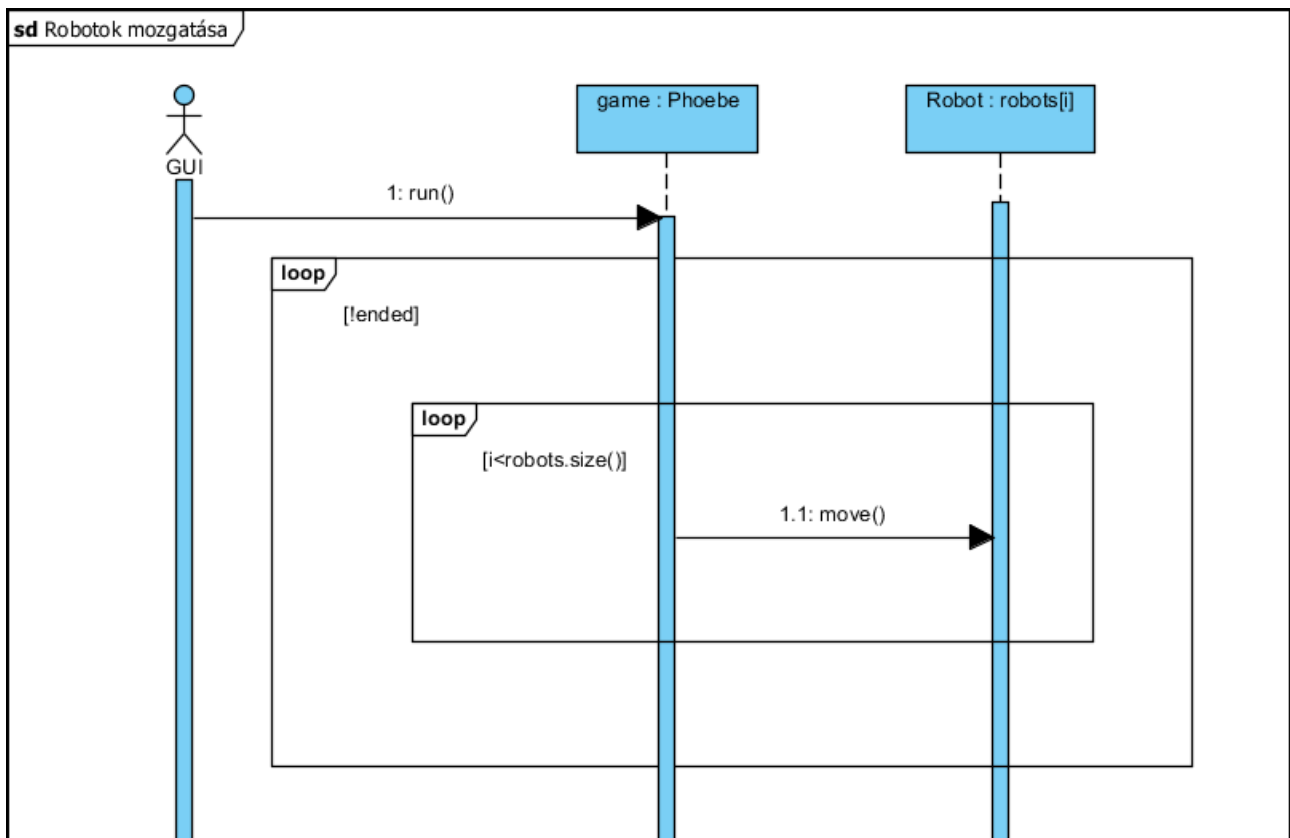 sd Robotok mozgatása
game : Phoebe
Robot : robots[i]
GUI
1: run()
loop
[!ended]
loop
[i<robots.size()]
1.1: move()